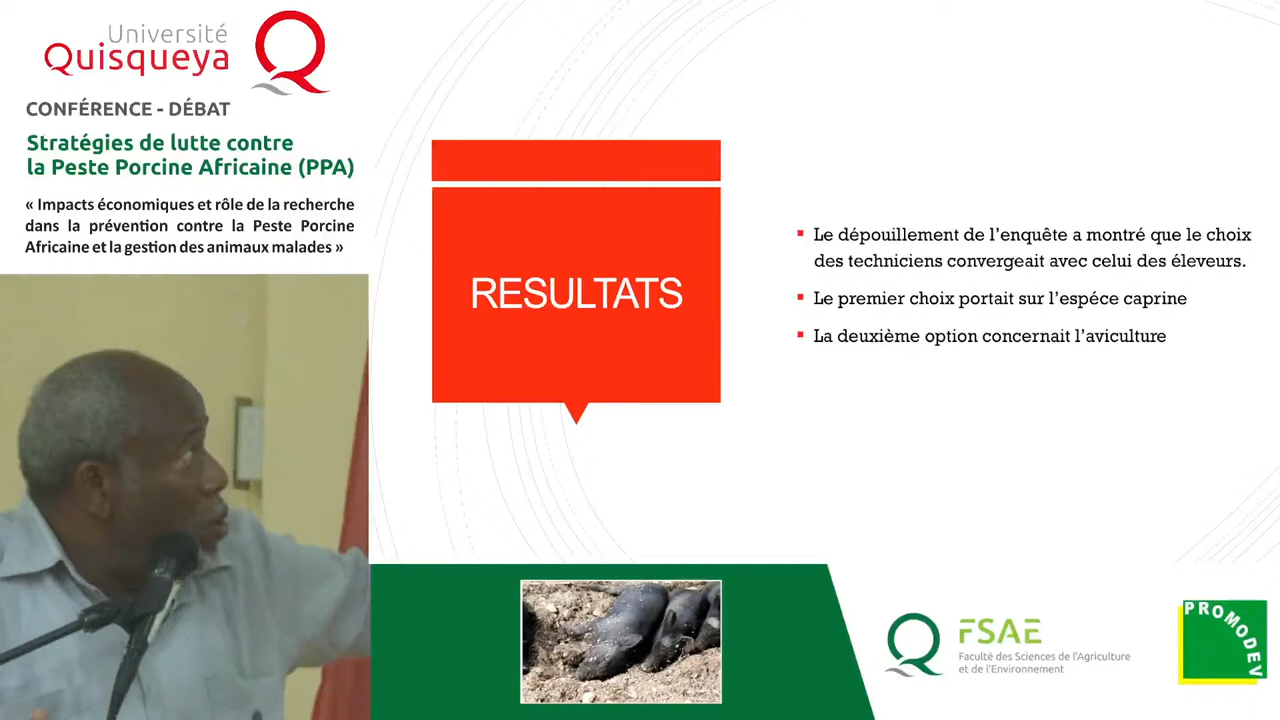 Université
Quisqueya
CONFÉRENCE - DÉBAT
Stratégies de lutte contre
la Peste Porcine Africaine (PPA)
« Impacts économiques et rôle de la recherche
dans la prévention contre la Peste Porcine
Africaine et la gestion des animaux malades »
RESULTATS
Le dépouillement de l’enquête a montré que le choix
des techniciens convergeait avec celui des éleveurs.
Le premier choix portait sur l’espéce caprine
La deuxième option concernait l’aviculture
FSAE
Faculté des Sciences de l'Agriculture
et de l'Environnement
PROMODEV